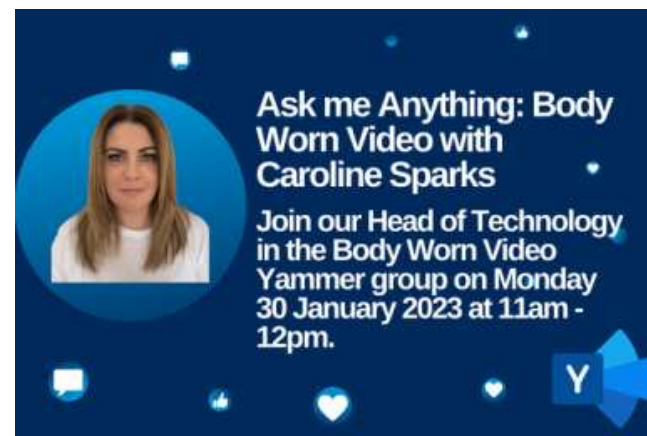 Ask me Anything: Body
Worn Video with
Caroline Sparks
Join our Head of Technology
in the Body Worn Video
Yammer group on Monday
30 January 2023 at 11am -
12pm.
Y